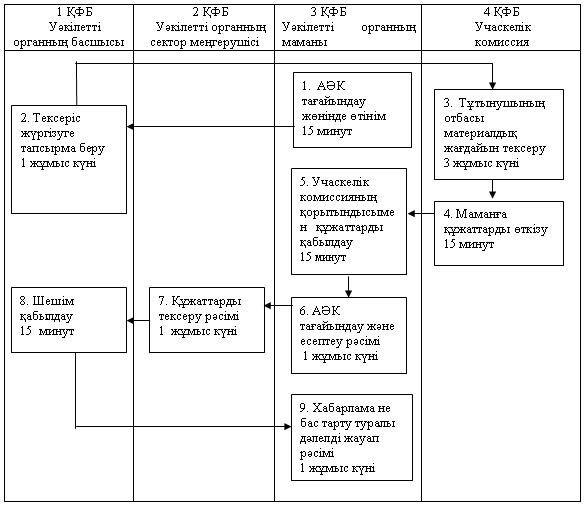 1 ҚФБ
Уәкілетті
органның басшысы
2 ҚФБ
Уәкілетті органның
сектор меңгерушісі
3 ҚФБ
Уәкілетті органның
маманы
4 ҚФБ
Учаскелік
комиссия
1. АӘК
тағайындау
жөнінде өтінім
15 минут
2. Тексеріс
жүргізуге
тапсырма беру
1 жұмыс күні
3. Тұтынушының
отбасы
материалдық
жағдайын тексеру
3 жұмыс күні
4. Маманға
құжаттарды өткізу
15 минут
5. Учаскелік
комиссияның
қорытындысыме
н құжаттарды
қабылдау
15 минут
6. АӘК
тағайындау және
есептеу рәсімі
1 жұмыс күні
7. Құжаттарды
тексеру рәсімі
1 жұмыс күні
8. Шешім
қабылдау
15 минут
9. Хабарлама не
бас тарту туралы
дәлелді жауап
рәсімі
1 жұмыс күні